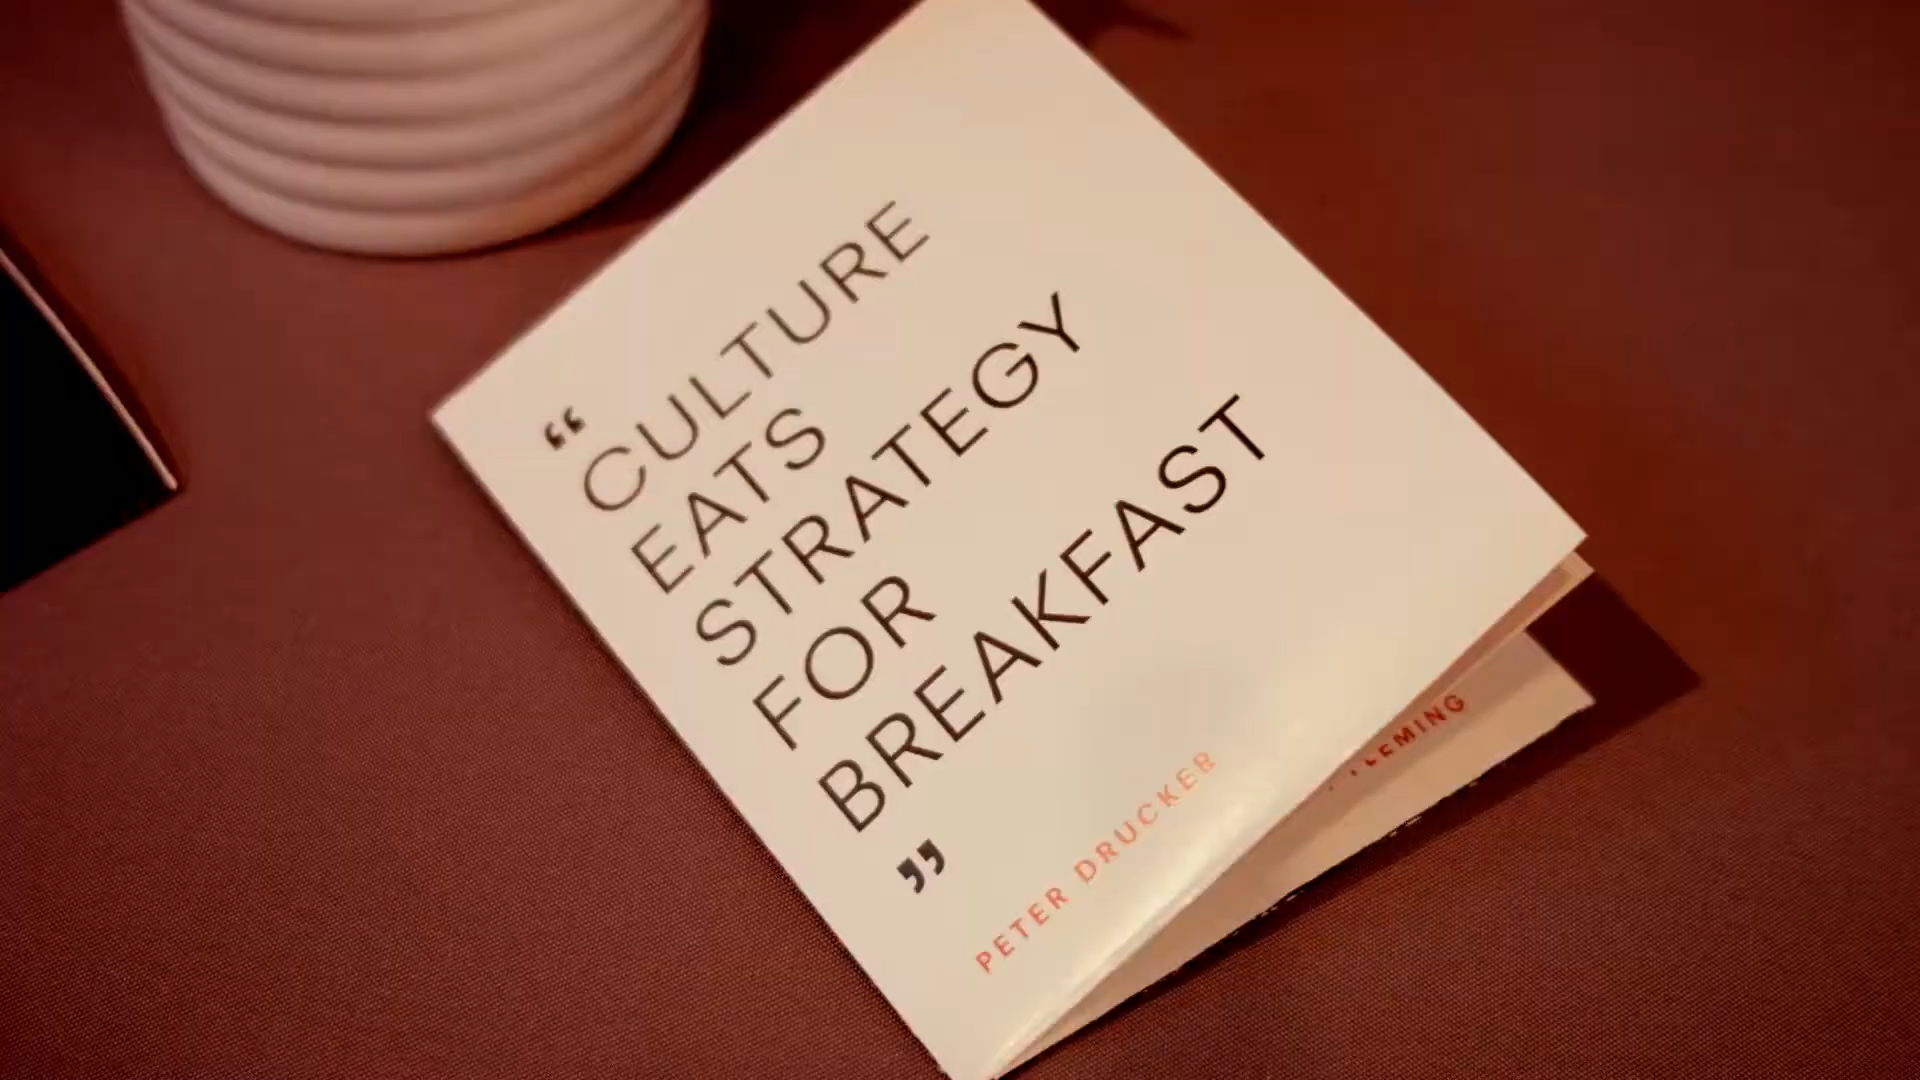 “CULTURE
EATS
STRATEGY
FOR
BREAKFAST
”
PETER DRUCKER